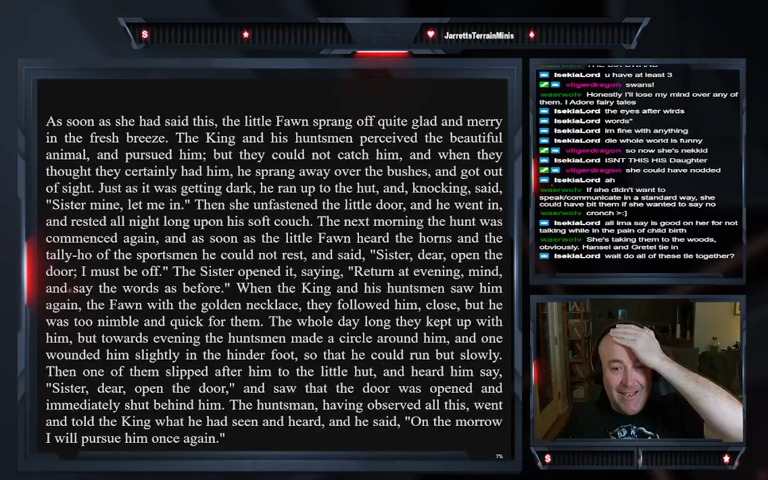 JarrettsTerrainMinis
As soon as she had said this, the little Fawn sprang off quite glad and merry
in the fresh breeze. The King and his huntsmen perceived the beautiful
animal, and pursued him; but they could not catch him, and when they
thought they certainly had him, he sprang away over the bushes, and got out
of sight. Just as it was getting dark, he ran up to the hut, and, knocking, said,
"Sister mine, let me in." Then she unfastened the little door, and he went in,
and rested all night long upon his soft couch. The next morning the hunt was
commenced again, and as soon as the little Fawn heard the horns and the
tally-ho of the sportsmen he could not rest, and said, "Sister, dear, open the
door; I must be off." The Sister opened it, saying, "Return at evening, mind,
and say the words as before." When the King and his huntsmen saw him
again, the Fawn with the golden necklace, they followed him, close, but he
was too nimble and quick for them. The whole day long they kept up with
him, but towards evening the huntsmen made a circle around him, and one
wounded him slightly in the hinder foot, so that he could run but slowly.
Then one of them slipped after him to the little hut, and heard him say,
"Sister, dear, open the door," and saw that the door was opened and
immediately shut behind him. The huntsman, having observed all this, went
and told the King what he had seen and heard, and he said, "On the morrow
I will pursue him once again."
7%
IsekiaLord u have at least 3
vligerdragon swans!
waerwolv Honestly I'll lose my mind over any
of them. I Adore fairy tales
IsekiaLord the eyes after wirds
IsekiaLord words*
IsekiaLord im fine with anything
IsekiaLord die whole world is funny
vligerdragon so now she's nekkid
IsekiaLord ISNT THIS HIS Daughter
vligerdragon she could have nodded
IsekiaLord ah
waerwolv If she didn't want to
speak/communicate in a standard way, she
could have bit them if she wanted to say no
waerwolv cronch >:]
IsekiaLord all ima say is good on her for not
talking while in the pain of child birth
waerwolv She's taking them to the woods,
obviously. Hansel and Gretel tie in
IsekiaLord wait do all of these tie together?